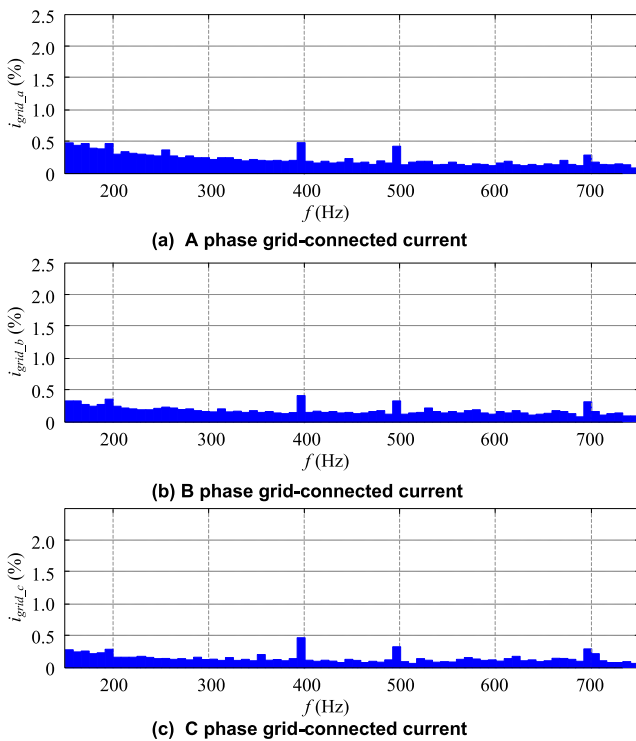 2.5
2.0
1.5
1.0
0.5
0
i_grid_a (%)
200 300 400 500 600 700
f (Hz)
(a) A phase grid-connected current
2.5
2.0
1.5
1.0
0.5
0
i_grid_b (%)
200 300 400 500 600 700
f (Hz)
(b) B phase grid-connected current
2.0
1.5
1.0
0.5
0
i_grid_c (%)
200 300 400 500 600 700
f (Hz)
(c) C phase grid-connected current